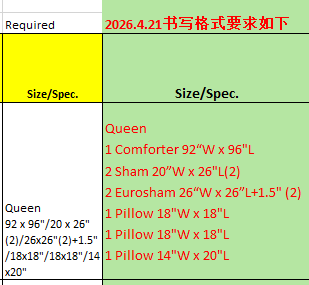 Required
2026.4.21书写格式要求如下
Size/Spec.
Size/Spec.
Queen
92 x 96"/20 x 26"
(2)/26x26"(2)+1.5"
/18x18"/18x18"/14
x20"
Queen
1 Comforter 92“W x 96"L
2 Sham 20”W x 26"L(2)
2 Eurosham 26“W x 26”L+1.5" (2)
1 Pillow 18"W x 18"L
1 Pillow 18"W x 18"L
1 Pillow 14"W x 20"L